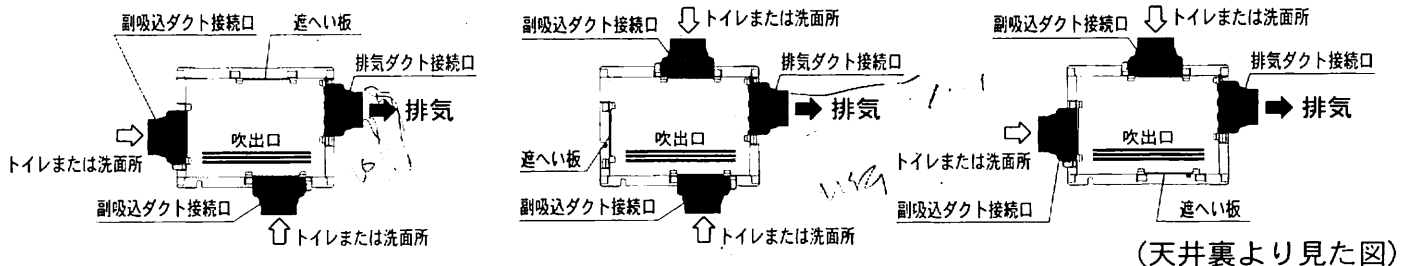 副吸込ダクト接続口
遮へい板
排気ダクト接続口
排気
吹出口
トイレまたは洗面所
副吸込ダクト接続口
トイレまたは洗面所
副吸込ダクト接続口
トイレまたは洗面所
排気ダクト接続口
排気
吹出口
遮へい板
副吸込ダクト接続口
トイレまたは洗面所
副吸込ダクト接続口
トイレまたは洗面所
排気ダクト接続口
排気
吹出口
トイレまたは洗面所
副吸込ダクト接続口
遮へい板
(天井裏より見た図)